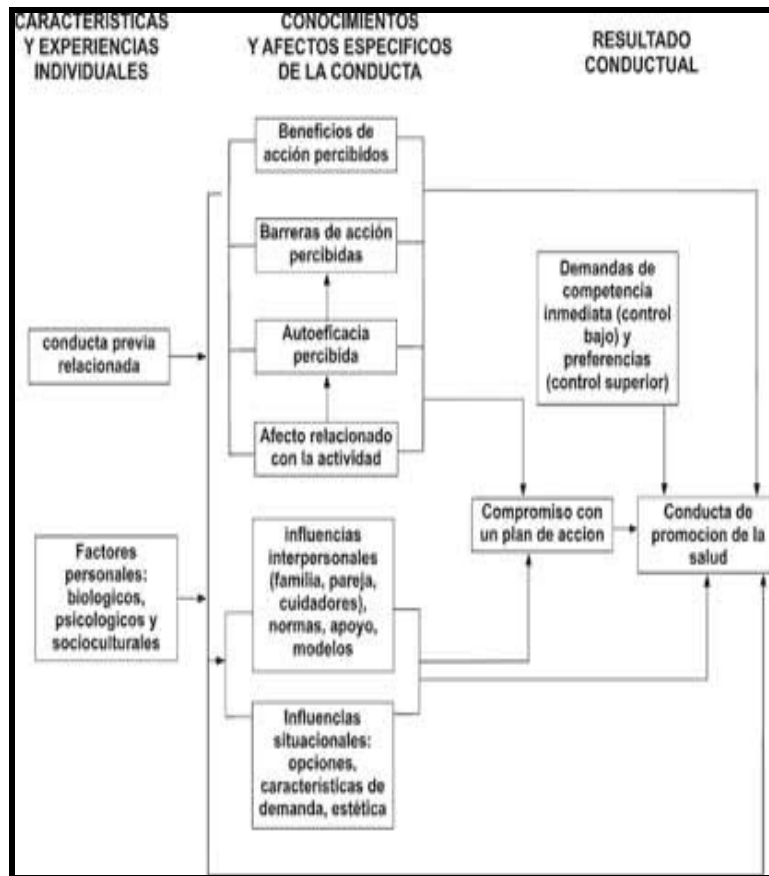 CARACTERÍSTICAS
Y EXPERIENCIAS
INDIVIDUALES
CONOCIMIENTOS
Y AFECTOS ESPECIFICOS
DE LA CONDUCTA
RESULTADO
CONDUCTUAL
Beneficios de
acción percibidos
Barreras de acción
percibidas
Autoeficacia
percibida
Afecto relacionado
con la actividad
conducta previa
relacionada
Factores
personales:
biologicos,
psicologicos y
socioculturales
influencias
interpersonales
(familia, pareja,
cuidadores),
normas, apoyo,
modelos
Influencias
situacionales:
opciones,
características de
demanda, estética
Demandas de
competencia
inmediata (control
bajo) y
preferencias
(control superior)
Compromiso con
un plan de accion
Conducta de
promocion de la
salud